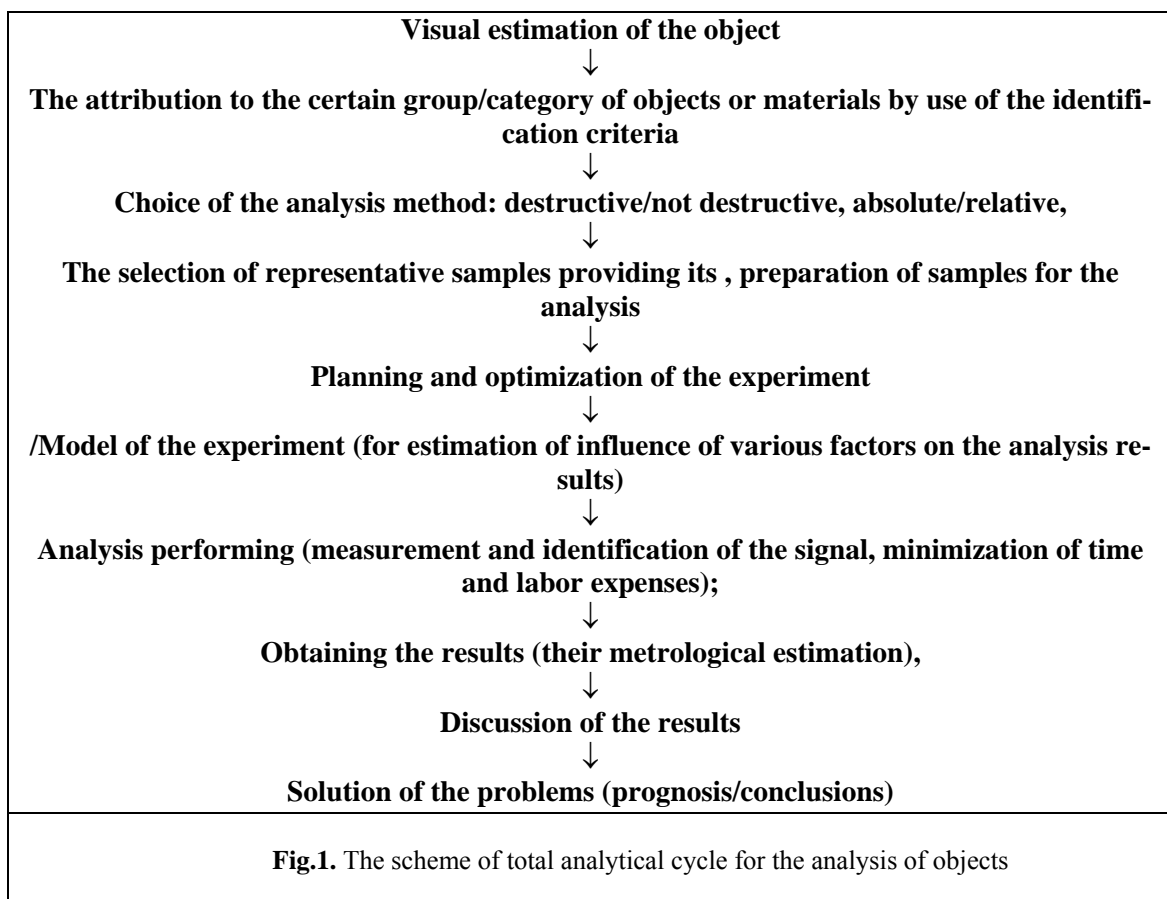 Visual estimation of the object
↓
The attribution to the certain group/category of objects or materials by use of the identifi-
cation criteria
↓
Choice of the analysis method: destructive/not destructive, absolute/relative,
↓
The selection of representative samples providing its , preparation of samples for the
analysis
↓
Planning and optimization of the experiment
↓
/Model of the experiment (for estimation of influence of various factors on the analysis re-
sults)
↓
Analysis performing (measurement and identification of the signal, minimization of time
and labor expenses);
↓
Obtaining the results (their metrological estimation),
↓
Discussion of the results
↓
Solution of the problems (prognosis/conclusions)
Fig.1. The scheme of total analytical cycle for the analysis of objects